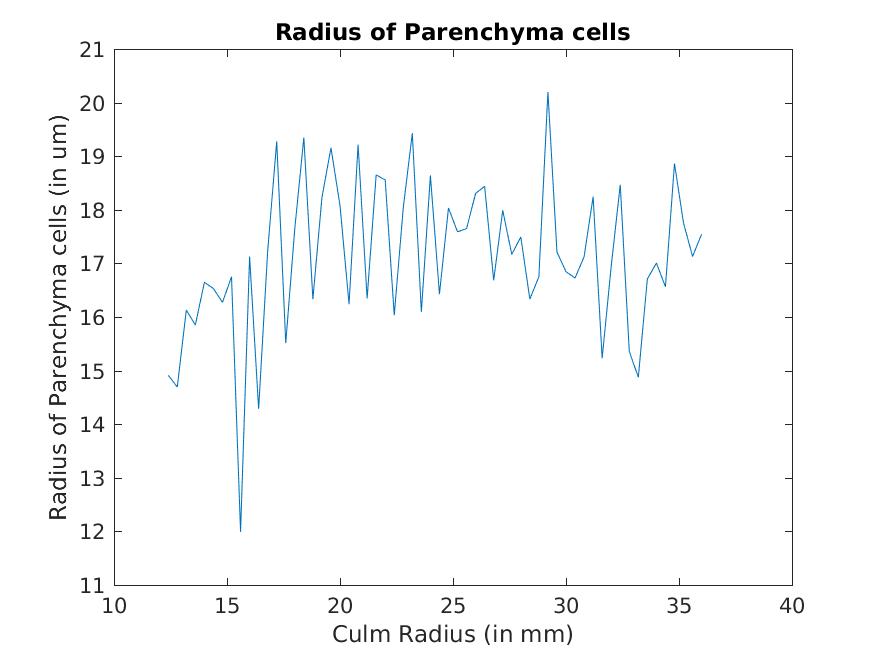 Radius of Parenchyma cells
21
20
19
18
17
16
15
14
13
12
11
Radius of Parenchyma cells (in um)
10 15 20 25 30 35 40
Culm Radius (in mm)